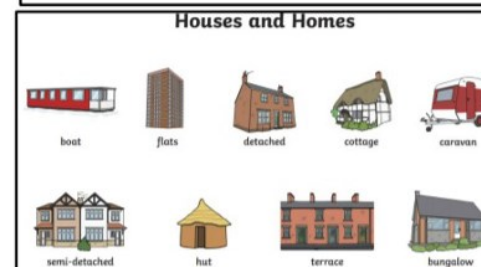 Houses and Homes
boat
flats
detached
cottage
caravan
semi-detached
hut
terrace
bungalow